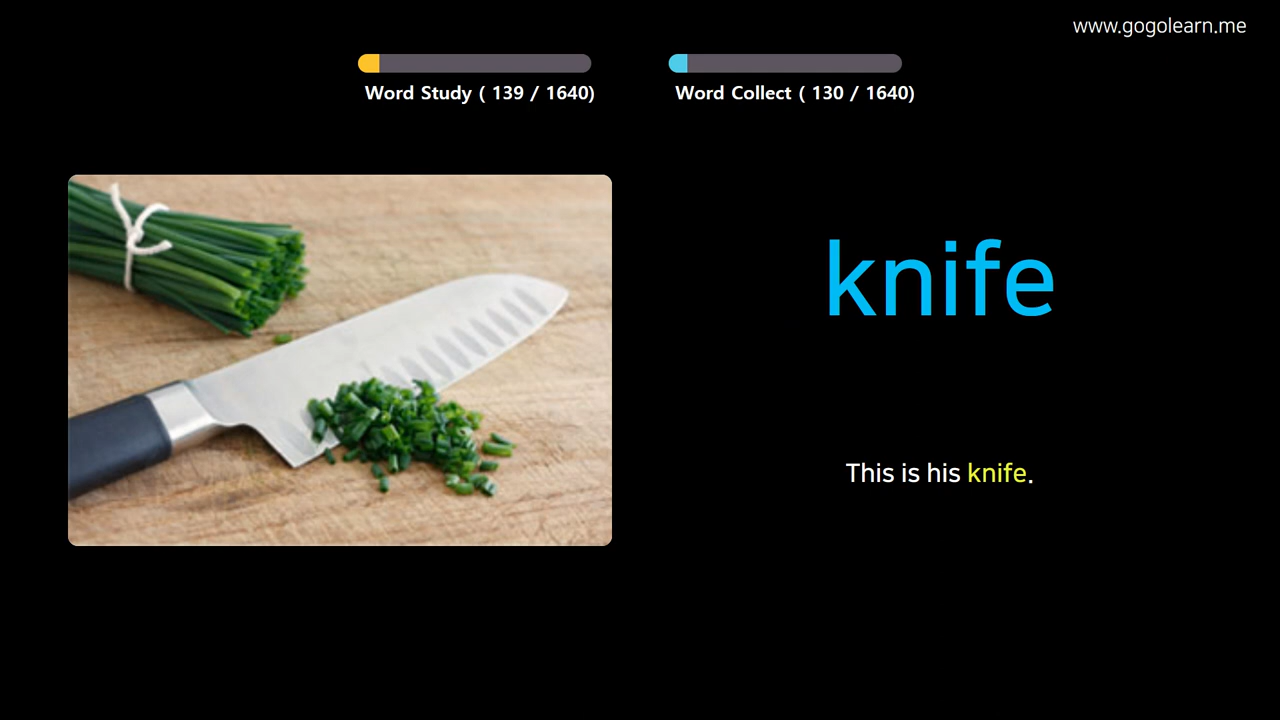 www.gogolearn.me
Word Study ( 139 / 1640)
Word Collect ( 130 / 1640)
knife
This is his knife.